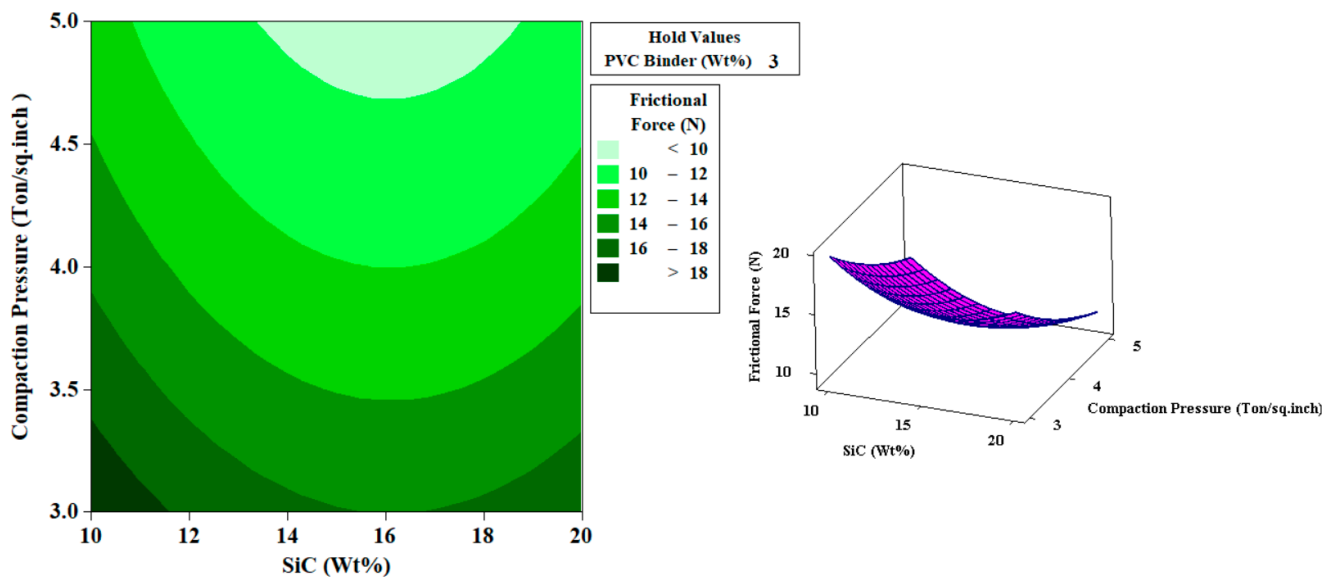 5.0
4.5
4.0
3.5
3.0
Compaction Pressure (Ton/sq.inch )
10 12 14 16 18 20
SiC (Wt%)
Hold Values
PVC Binder (Wt%) 3
Frictional
Force (N)
< 10
10 – 12
12 – 14
14 – 16
16 – 18
> 18
20
15
10
Frictional Force (N)
10 15 20
SiC (Wt%)
3 4 5
Compaction Pressure (Ton/sq.inch)